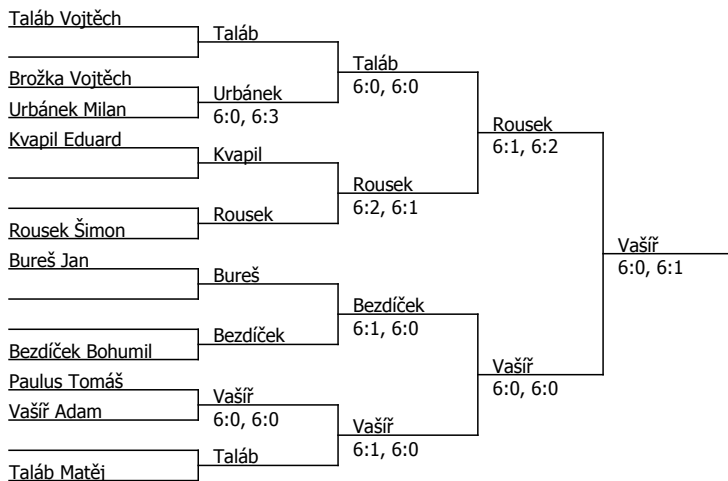 Taláb Vojtěch
Taláb
Taláb
6:0, 6:0
Brožka Vojtěch
Urbánek
6:0, 6:3
Urbánek Milan
Rousek
6:1, 6:2
Kvapil Eduard
Kvapil
Rousek
6:2, 6:1
Rousek
Rousek Šimon
Vašíř
6:0, 6:1
Bureš Jan
Bureš
Bezdíček
6:1, 6:0
Bezdíček
Bezdíček Bohumil
Vašíř
6:0, 6:0
Paulus Tomáš
Vašíř
6:0, 6:0
Vašíř Adam
Vašíř
6:1, 6:0
Taláb
Taláb Matěj